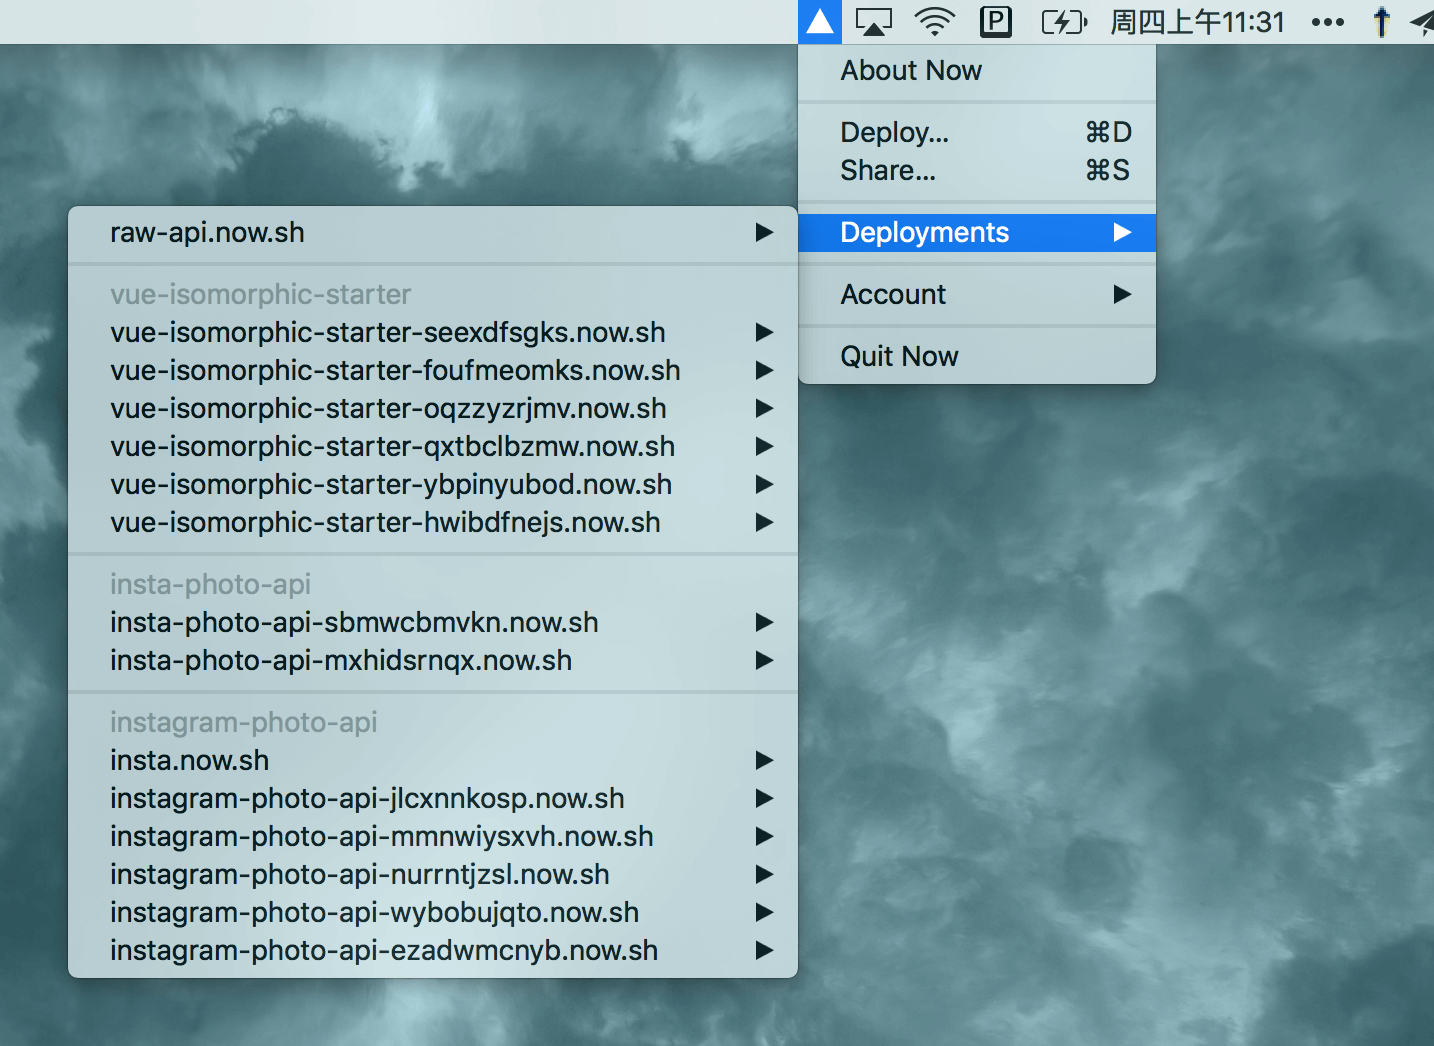 P 周四上午11:31
About Now
Deploy... ⌘D
Share... ⌘S
Deployments
Account
Quit Now
raw-api.now.sh
vue-isomorphic-starter
vue-isomorphic-starter-seexdfsgks.now.sh
vue-isomorphic-starter-foufmeomks.now.sh
vue-isomorphic-starter-oqzzyzrjmv.now.sh
vue-isomorphic-starter-qxtbclbzmw.now.sh
vue-isomorphic-starter-ybpinyubod.now.sh
vue-isomorphic-starter-hwibdfnejs.now.sh
insta-photo-api
insta-photo-api-sbmwcbmvkn.now.sh
insta-photo-api-mxhidsrnqx.now.sh
instagram-photo-api
insta.now.sh
instagram-photo-api-jlcxnnkosp.now.sh
instagram-photo-api-mmnwiysxvh.now.sh
instagram-photo-api-nurrntjzsl.now.sh
instagram-photo-api-wybobujqto.now.sh
instagram-photo-api-ezadwmcnyb.now.sh